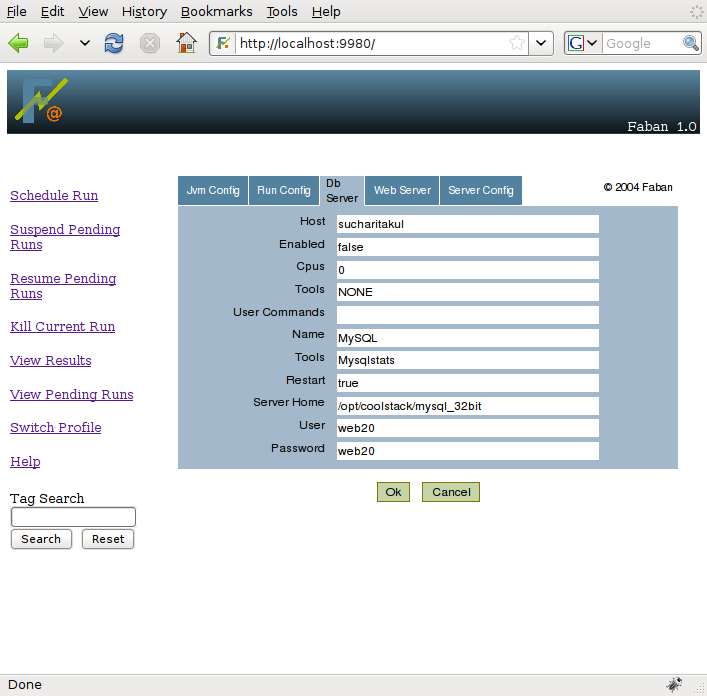 File Edit View History Bookmarks Tools Help
http://localhost:9980/ G Google
@
Faban 1.0
Schedule Run
Suspend Pending
Runs
Resume Pending
Runs
Kill Current Run
View Results
View Pending Runs
Switch Profile
Help
Tag Search
Search Reset
Jvm Config Run Config Db Server Web Server Server Config © 2004 Faban
Host sucharitakul
Enabled false
Cpus 0
Tools NONE
User Commands
Name MySQL
Tools Mysqlstats
Restart true
Server Home /opt/coolstack/mysql_32bit
User web20
Password web20
Ok Cancel
Done